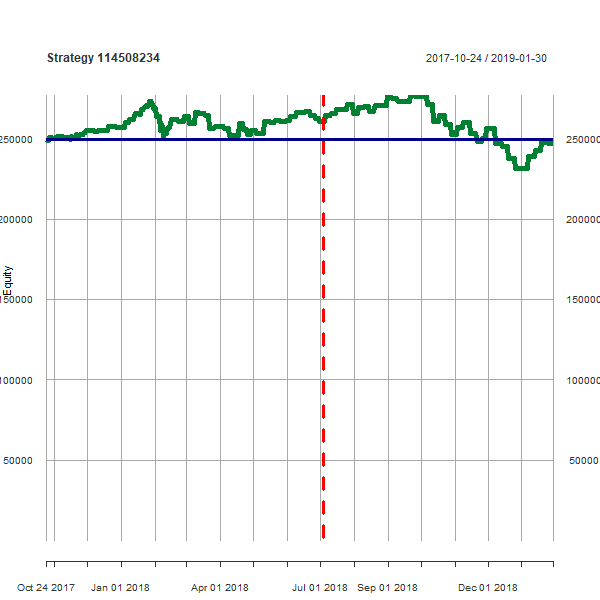 Strategy 114508234
2017-10-24 / 2019-01-30
250000
250000
200000
200000
Equity
150000
150000
100000
100000
50000
50000
Oct 24 2017
Jan 01 2018
Apr 01 2018
Jul 01 2018
Sep 01 2018
Dec 01 2018